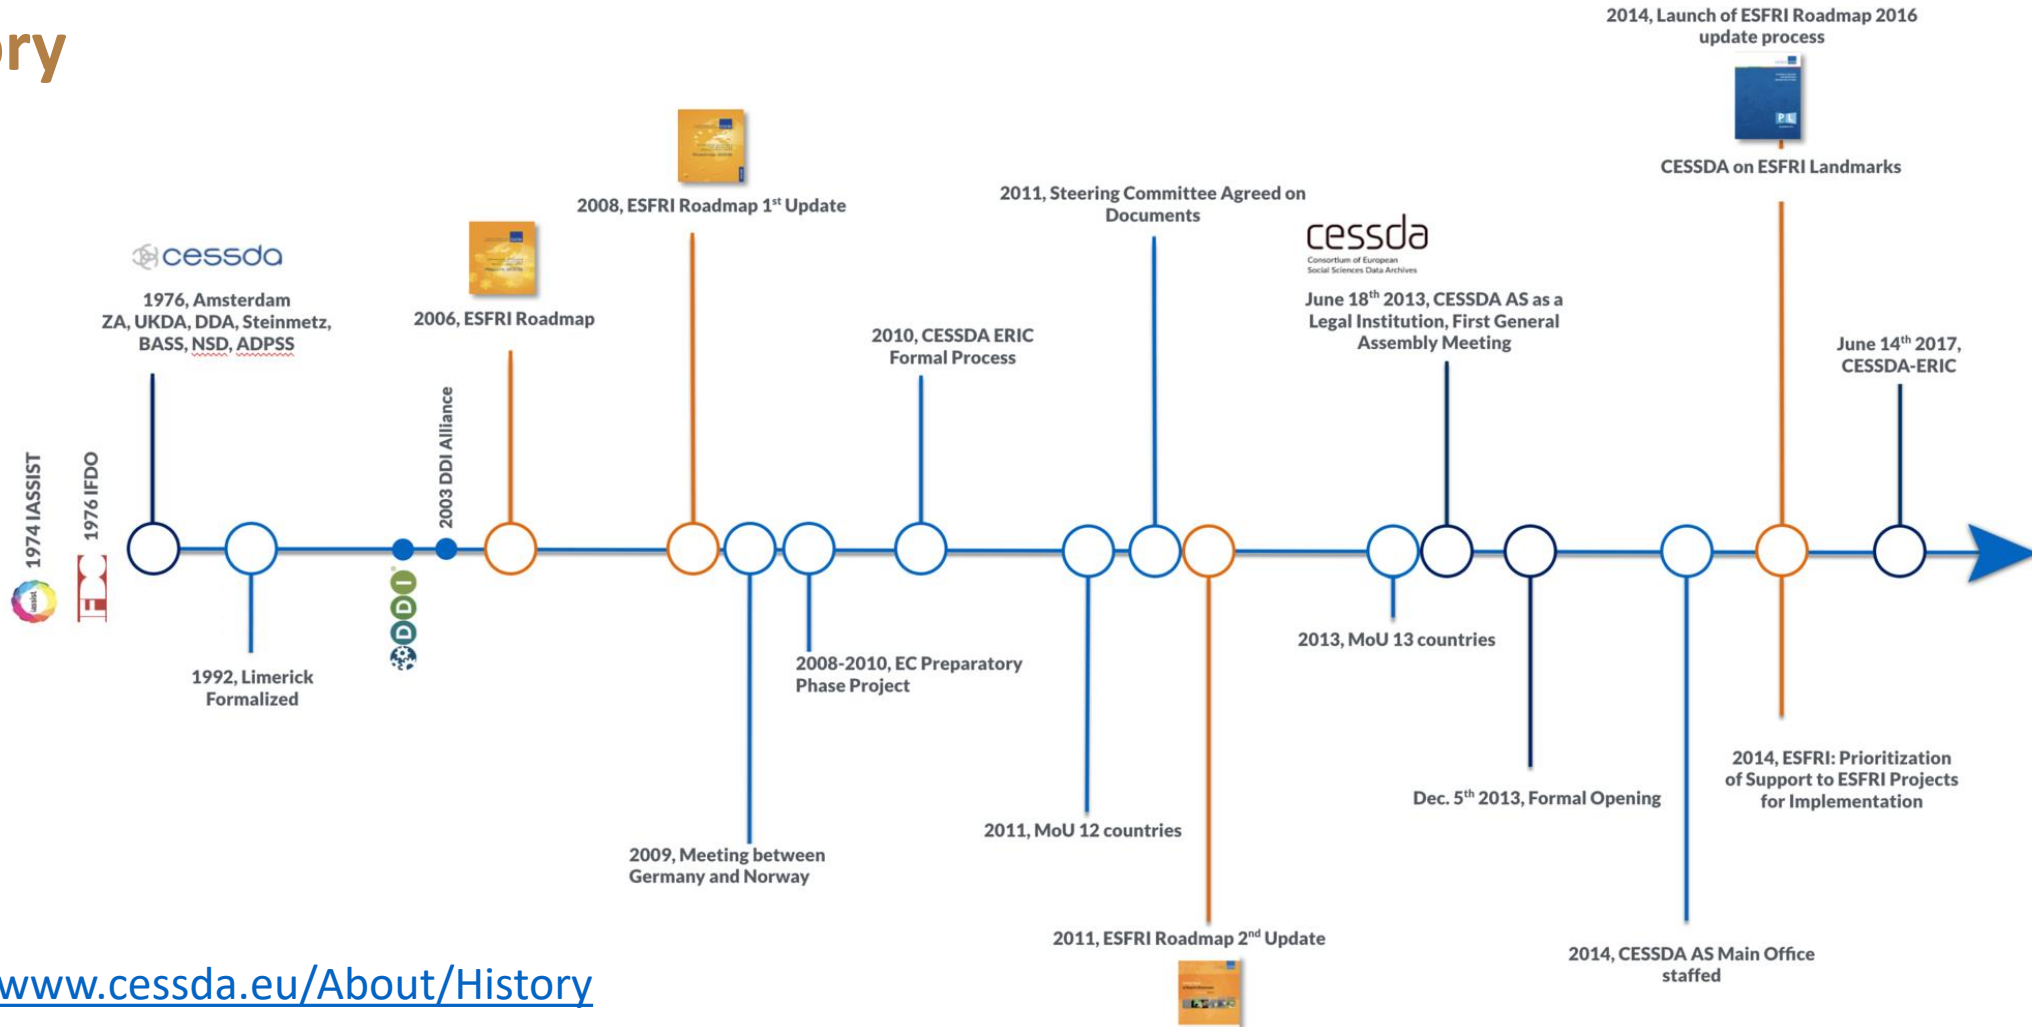 ory
2014, Launch of ESFRI Roadmap 2016
update process
PL
CESSDA on ESFRI Landmarks
2008, ESFRI Roadmap 1st Update
2011, Steering Committee Agreed on
Documents
cessda
1976, Amsterdam
ZA, UKDA, DDA, Steinmetz,
BASS, NSD, ADPSS
2006, ESFRI Roadmap
2010, CESSDA ERIC
Formal Process
cessda
Consortium of European
Social Sciences Data Archives
June 18th 2013, CESSDA AS as a
Legal Institution, First General
Assembly Meeting
June 14th 2017,
CESSDA-ERIC
1974 IASSIST
iassist
1976 IFDO
2003 DDI Alliance
DDI
1992, Limerick
Formalized
2008-2010, EC Preparatory
Phase Project
2013, MoU 13 countries
2009, Meeting between
Germany and Norway
2011, MoU 12 countries
Dec. 5th 2013, Formal Opening
2014, ESFRI: Prioritization
of Support to ESFRI Projects
for Implementation
2011, ESFRI Roadmap 2nd Update
2014, CESSDA AS Main Office
staffed
www.cessda.eu/About/History